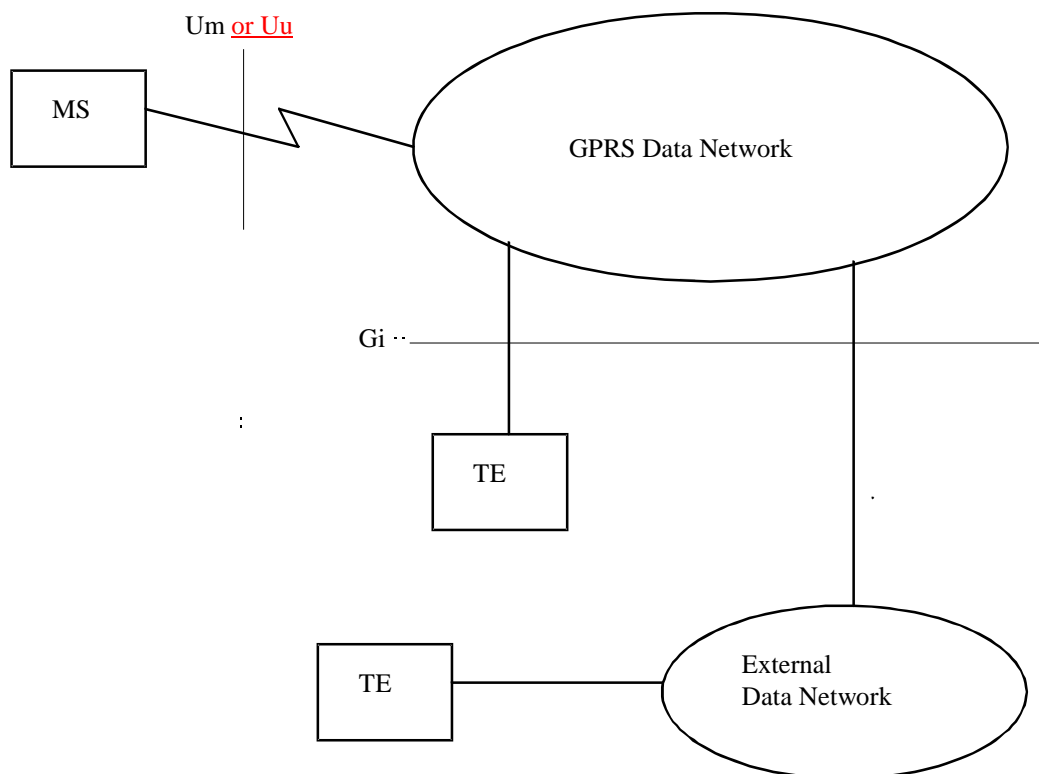 Um or Uu
MS
GPRS Data Network
Gi
TE
TE
External
Data Network